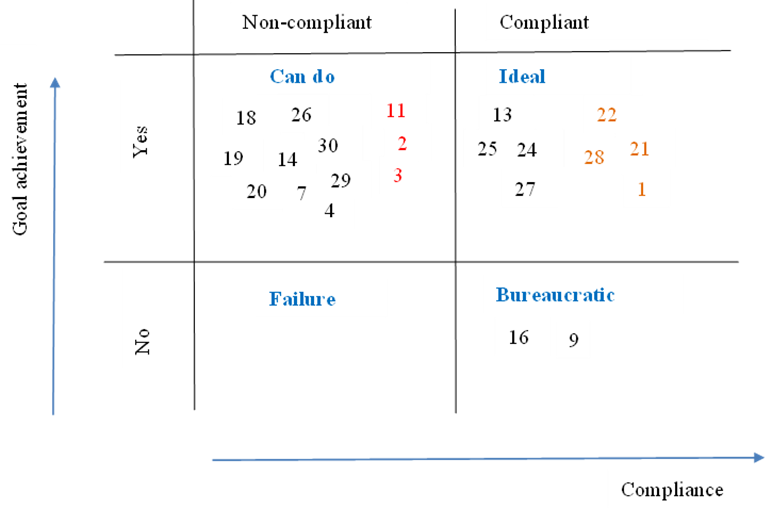 Non-compliant Compliant
Can do Ideal
18 26 11 13 22
19 14 30 2 25 24 28 21
20 7 29 3 27 1
4
Yes
Goal achievement
Failure Bureaucratic
16 9
No
Compliance